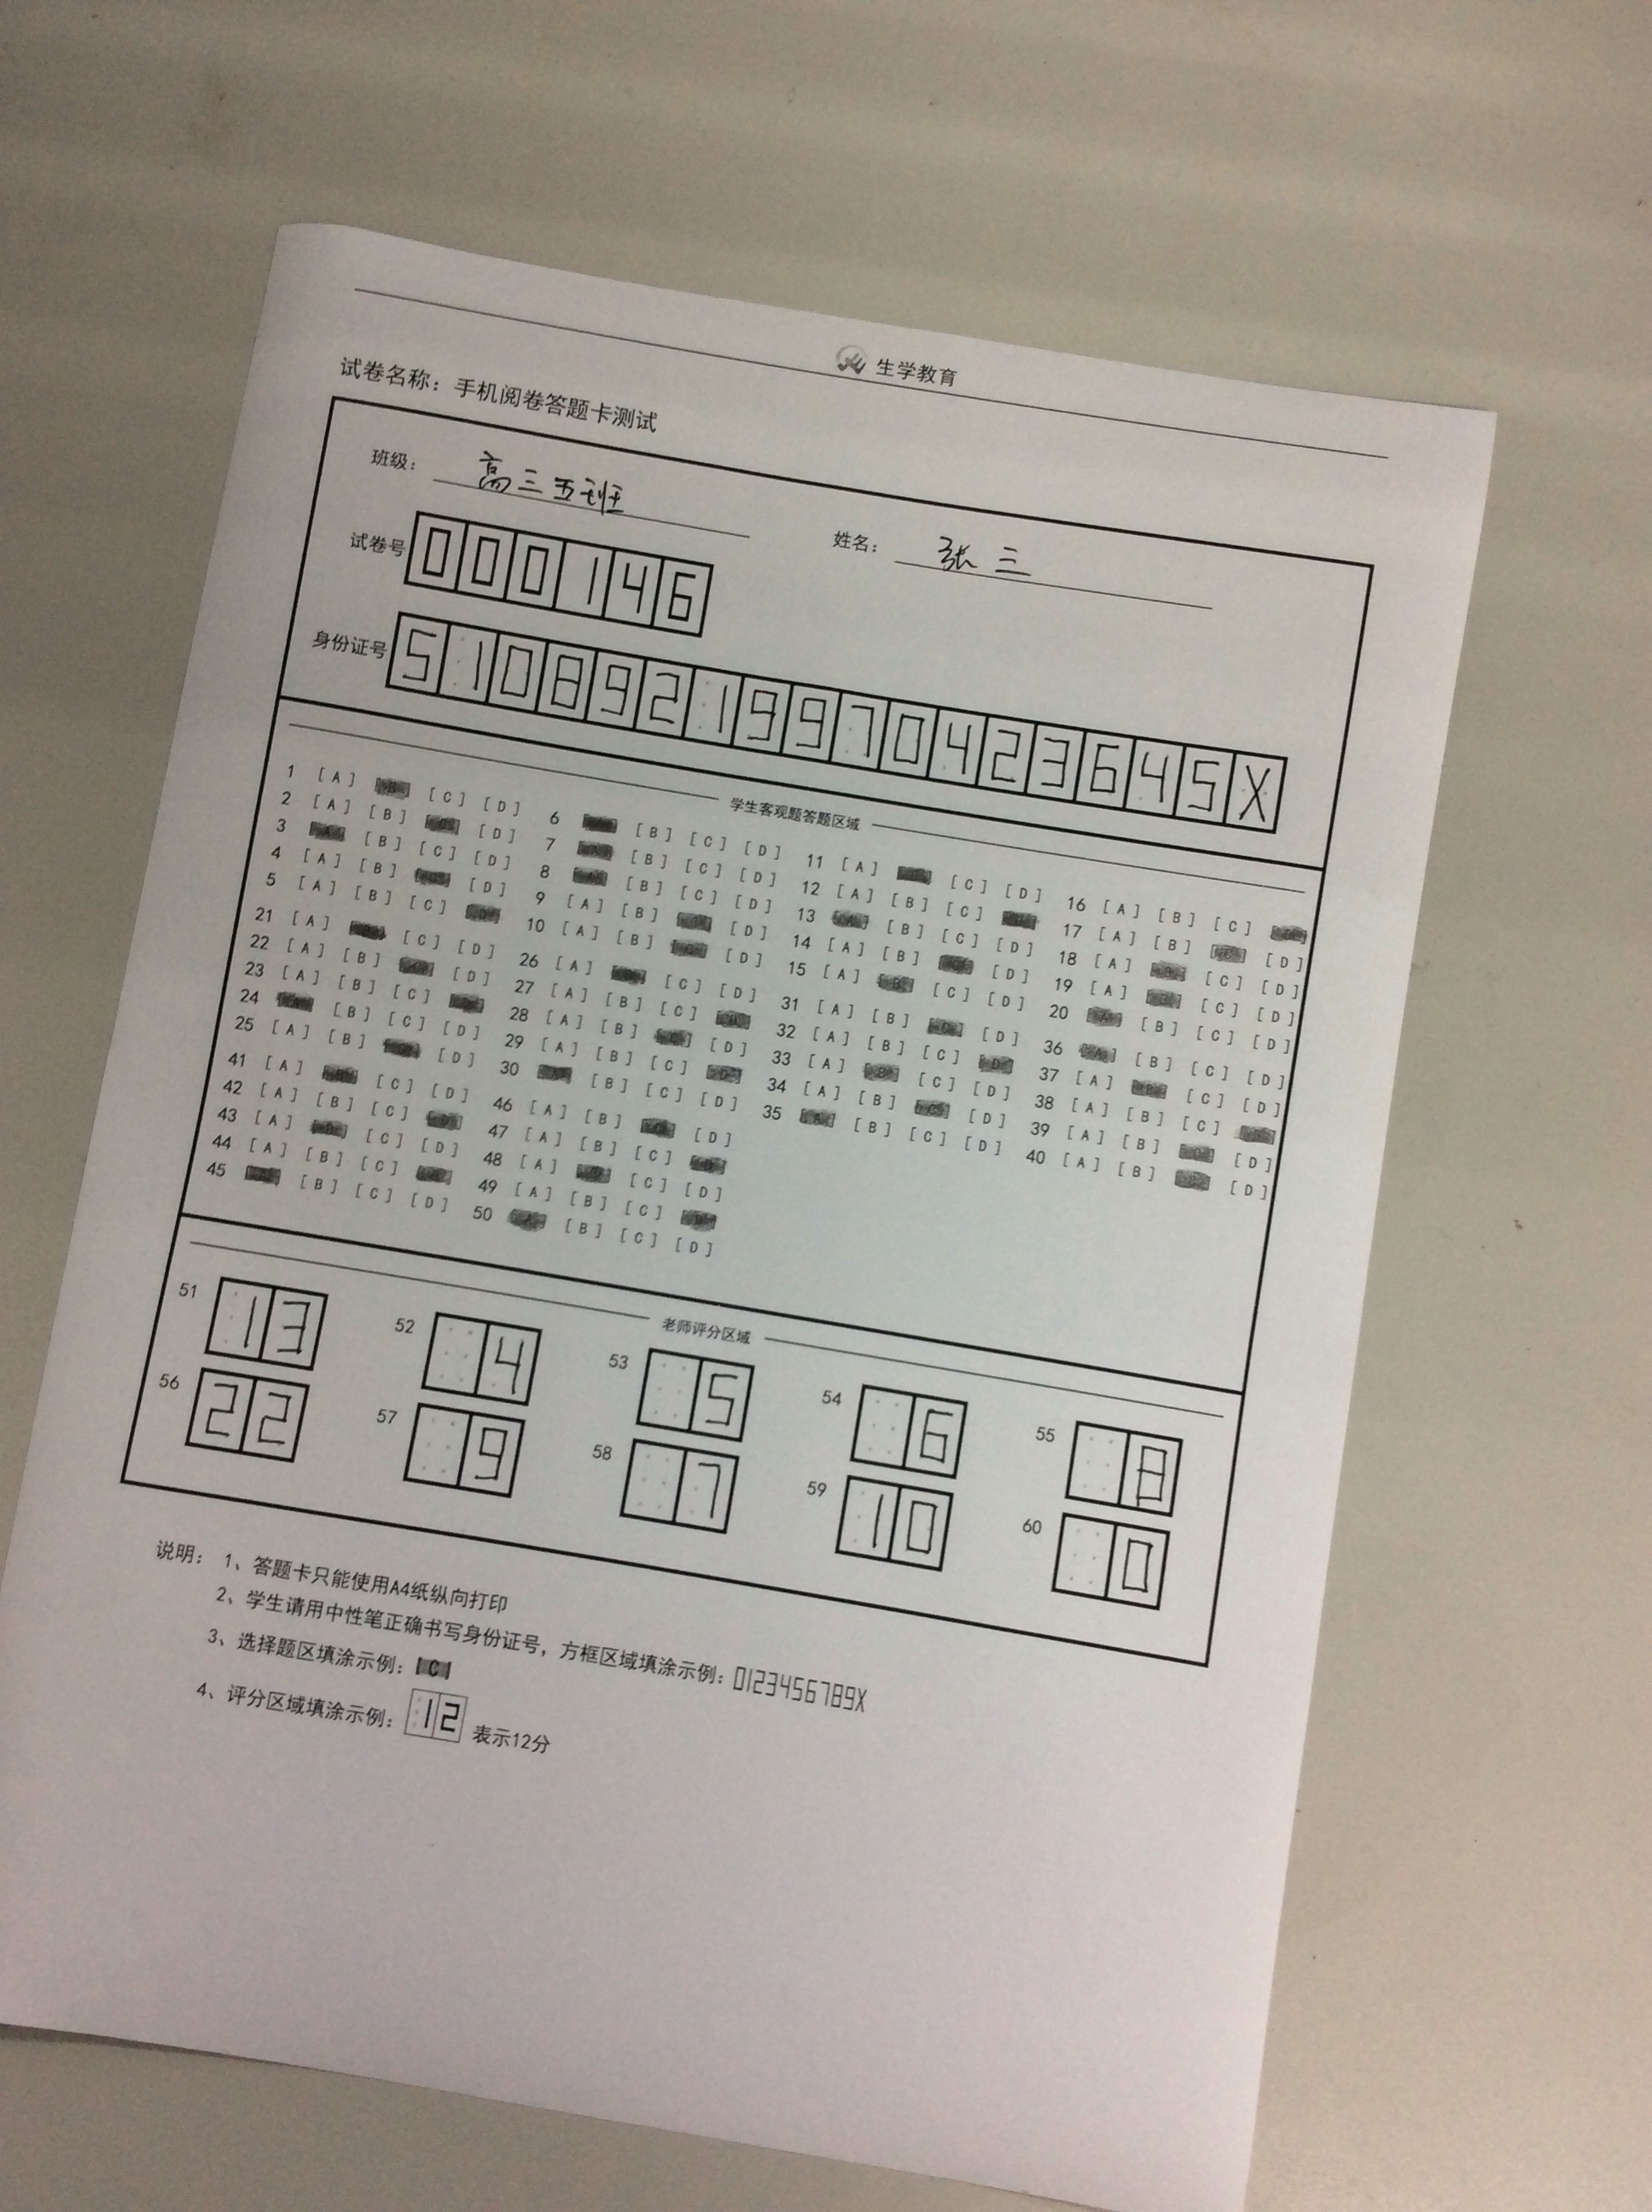 生学教育
试卷名称：手机阅卷答题卡测试
班级：高三五班
姓名：张三
试卷号 000146
身份证号 51089219970423645X
学生客观题答题区域
1 [A] [B] [C] [D] 6 [A] [B] [C] [D] 11 [A] [B] [C] [D] 16 [A] [B] [C] [D]
2 [A] [B] [C] [D] 7 [A] [B] [C] [D] 12 [A] [B] [C] [D] 17 [A] [B] [C] [D]
3 [A] [B] [C] [D] 8 [A] [B] [C] [D] 13 [A] [B] [C] [D] 18 [A] [B] [C] [D]
4 [A] [B] [C] [D] 9 [A] [B] [C] [D] 14 [A] [B] [C] [D] 19 [A] [B] [C] [D]
5 [A] [B] [C] [D] 10 [A] [B] [C] [D] 15 [A] [B] [C] [D] 20 [A] [B] [C] [D]
21 [A] [B] [C] [D] 26 [A] [B] [C] [D] 31 [A] [B] [C] [D] 36 [A] [B] [C] [D]
22 [A] [B] [C] [D] 27 [A] [B] [C] [D] 32 [A] [B] [C] [D] 37 [A] [B] [C] [D]
23 [A] [B] [C] [D] 28 [A] [B] [C] [D] 33 [A] [B] [C] [D] 38 [A] [B] [C] [D]
24 [A] [B] [C] [D] 29 [A] [B] [C] [D] 34 [A] [B] [C] [D] 39 [A] [B] [C] [D]
25 [A] [B] [C] [D] 30 [A] [B] [C] [D] 35 [A] [B] [C] [D] 40 [A] [B] [C] [D]
41 [A] [B] [C] [D] 46 [A] [B] [C] [D]
42 [A] [B] [C] [D] 47 [A] [B] [C] [D]
43 [A] [B] [C] [D] 48 [A] [B] [C] [D]
44 [A] [B] [C] [D] 49 [A] [B] [C] [D]
45 [A] [B] [C] [D] 50 [A] [B] [C] [D]
老师评分区域
51 13 52 4 53 5 54 6 55 8
56 22 57 9 58 7 59 10 60 0
说明：1、答题卡只能使用A4纸纵向打印
2、学生请用中性笔正确书写身份证号，方框区域填涂示例：0123456789X
3、选择题区填涂示例：[C]
4、评分区域填涂示例：12 表示12分